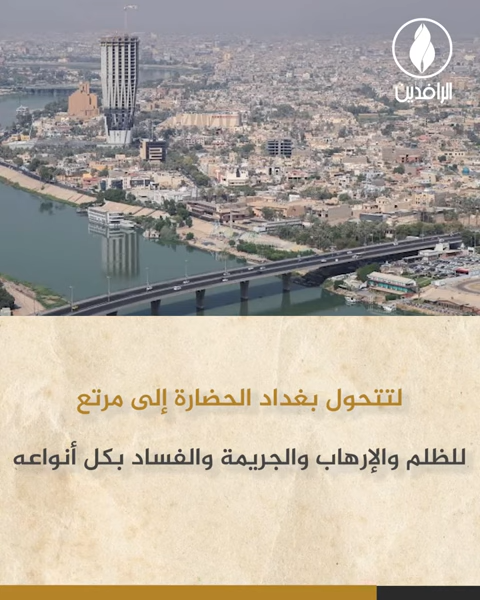 الرافدين
لتتحول بغداد الحضارة إلى مرتع
للظلم والإرهاب والجريمة والفساد بكل أنواعه